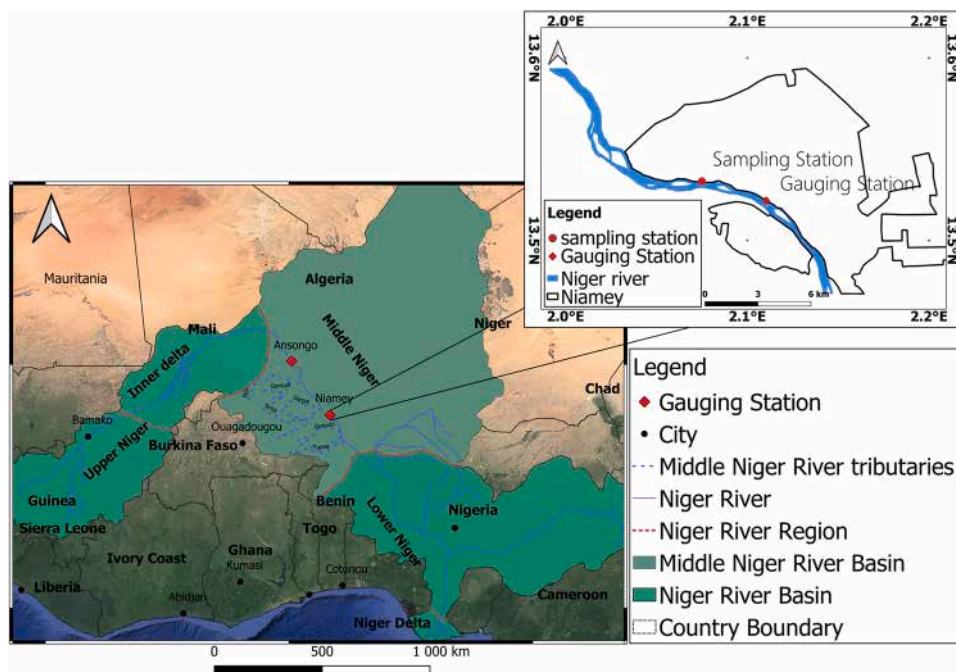 2.0°E 2.1°E 2.2°E
13.6°N 13.6°N
Sampling Station
Gauging Station
Legend
sampling station
Gauging Station
Niger river
Niamey
0 3 6 km
13.5°N 13.5°N
2.0°E 2.1°E 2.2°E
Mauritania
Algeria
Mali
Niger
Ansongo
Middle Niger
Inner delta
Niamey
Chad
Bamako
Ouagadougou
Upper Niger
Burkina Faso
Guinea
Benin
Nigeria
Sierra Leone
Togo
Lower Niger
Ivory Coast
Ghana
Kumasi
Cotonou
Liberia
Abidjan
Cameroon
Niger Delta
0 500 1 000 km
Legend
Gauging Station
City
Middle Niger River tributaries
Niger River
Niger River Region
Middle Niger River Basin
Niger River Basin
Country Boundary